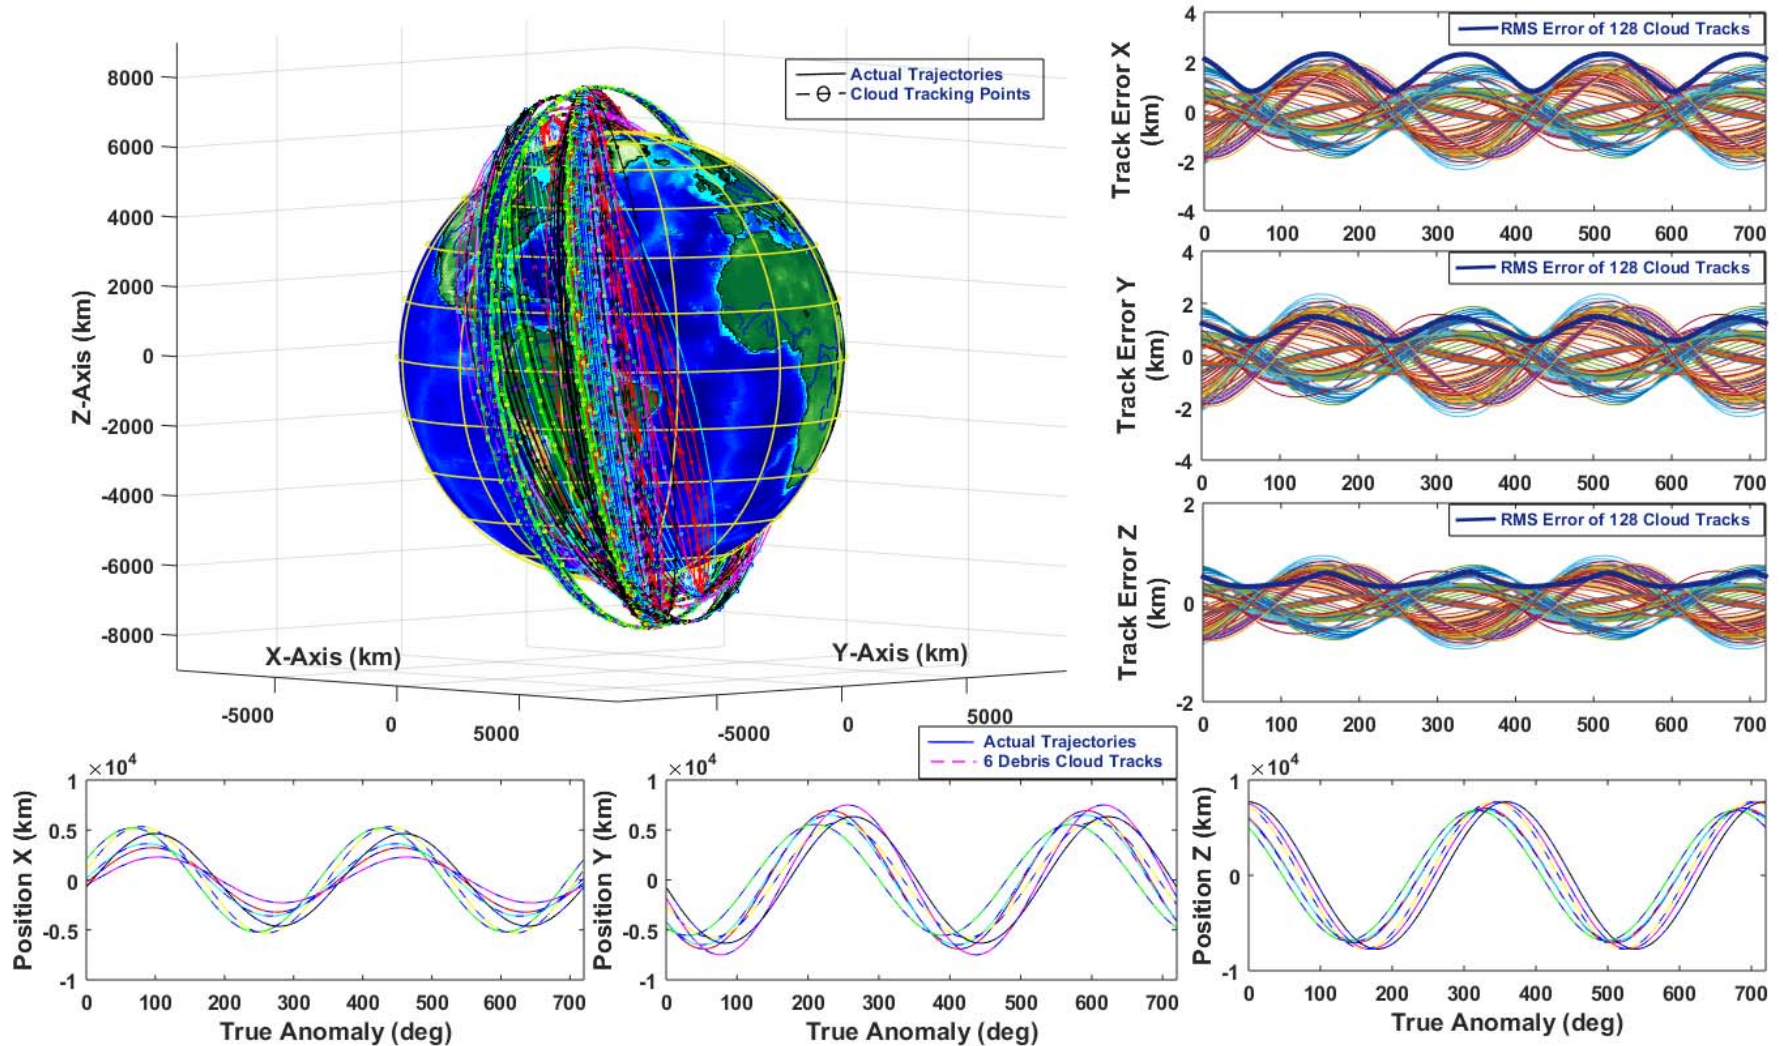 8000
6000
4000
2000
0
-2000
-4000
-6000
-8000
Z-Axis (km)
Actual Trajectories
Cloud Tracking Points
X-Axis (km)
Y-Axis (km)
-5000
0
5000
-5000
0
5000
4
2
0
-2
-4
Track Error X
(km)
RMS Error of 128 Cloud Tracks
0 100 200 300 400 500 600 700
4
2
0
-2
-4
Track Error Y
(km)
RMS Error of 128 Cloud Tracks
0 100 200 300 400 500 600 700
2
0
-2
Track Error Z
(km)
RMS Error of 128 Cloud Tracks
0 100 200 300 400 500 600 700
Actual Trajectories
6 Debris Cloud Tracks
×10⁴
1
0.5
0
-0.5
-1
Position X (km)
0 100 200 300 400 500 600 700
True Anomaly (deg)
×10⁴
1
0.5
0
-0.5
-1
Position Y (km)
0 100 200 300 400 500 600 700
True Anomaly (deg)
×10⁴
1
0
-1
Position Z (km)
0 100 200 300 400 500 600 700
True Anomaly (deg)